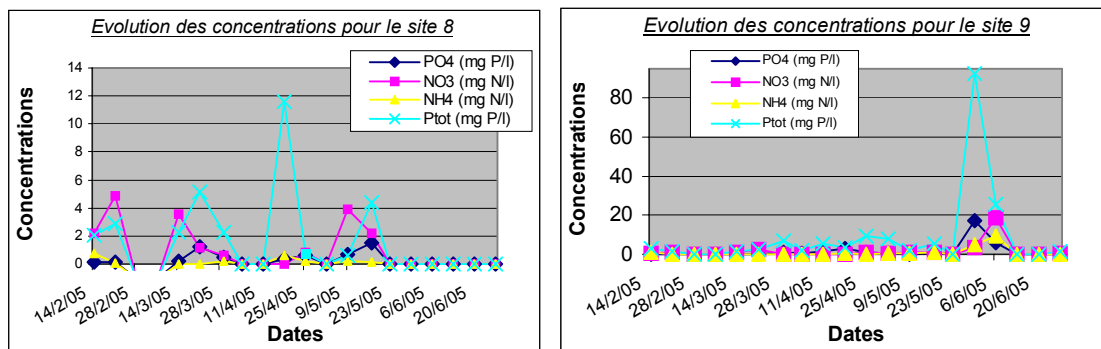 Evolution des concentrations pour le site 8
PO4 (mg P/l)
NO3 (mg N/l)
NH4 (mg N/l)
Ptot (mg P/l)
Concentrations
14
12
10
8
6
4
2
0
14/2/05
28/2/05
14/3/05
28/3/05
11/4/05
25/4/05
9/5/05
23/5/05
6/6/05
20/6/05
Dates
Evolution des concentrations pour le site 9
PO4 (mg P/l)
NO3 (mg N/l)
NH4 (mg N/l)
Ptot (mg P/l)
Concentrations
80
60
40
20
0
14/2/05
28/2/05
14/3/05
28/3/05
11/4/05
25/4/05
9/5/05
23/5/05
6/6/05
20/6/05
Dates